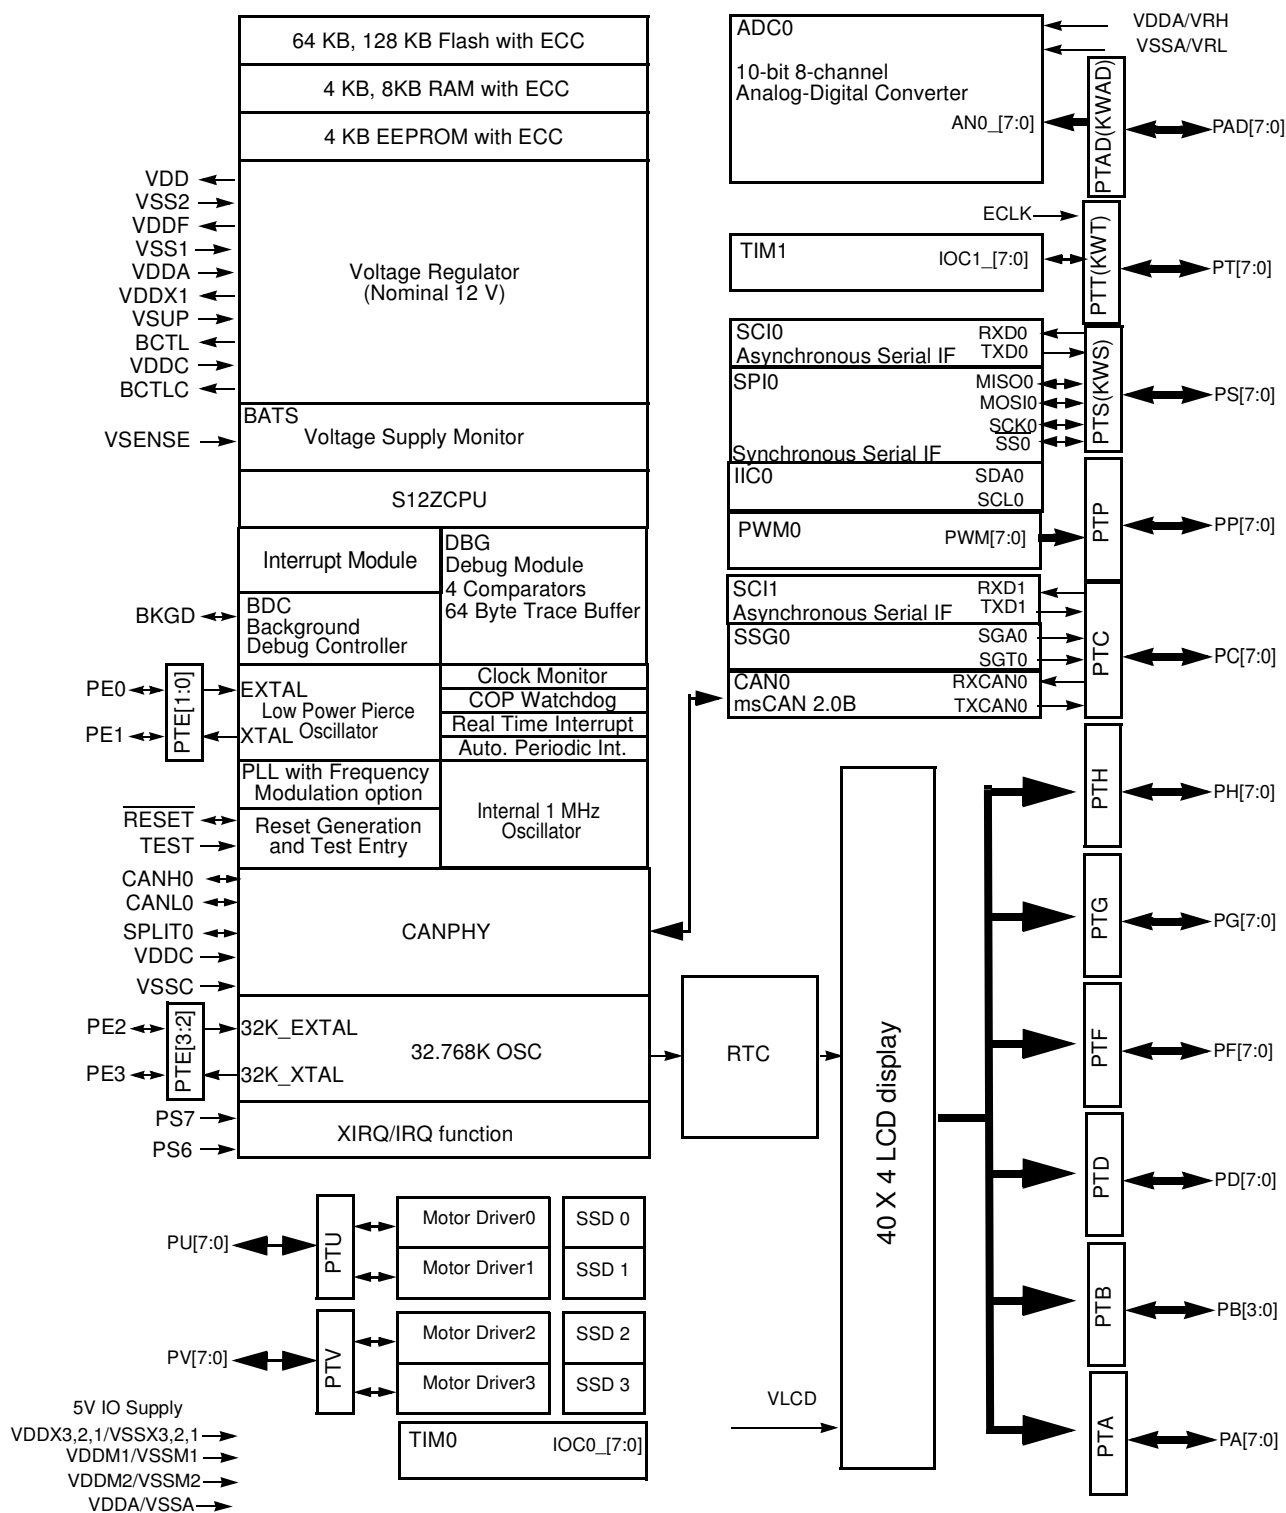 64 KB, 128 KB Flash with ECC
4 KB, 8KB RAM with ECC
4 KB EEPROM with ECC
VDD
VSS2
VDDF
VSS1
VDDA
VDDX1
VSUP
BCTL
VDDC
BCTLC
Voltage Regulator
(Nominal 12 V)
VSENSE
BATS
Voltage Supply Monitor
S12ZCPU
Interrupt Module
DBG
Debug Module
4 Comparators
64 Byte Trace Buffer
BKGD
BDC
Background
Debug Controller
PE0
PE1
PTE[1:0]
EXTAL
Low Power Pierce
Oscillator
XTAL
Clock Monitor
COP Watchdog
Real Time Interrupt
Auto. Periodic Int.
PLL with Frequency
Modulation option
Internal 1 MHz
Oscillator
RESET
TEST
Reset Generation
and Test Entry
CANH0
CANL0
SPLIT0
VDDC
VSSC
CANPHY
PE2
PE3
PTE[3:2]
32K_EXTAL
32.768K OSC
32K_XTAL
PS7
PS6
XIRQ/IRQ function
PU[7:0]
PTU
Motor Driver0
SSD 0
Motor Driver1
SSD 1
PV[7:0]
PTV
Motor Driver2
SSD 2
Motor Driver3
SSD 3
5V IO Supply
VDDX3,2,1/VSSX3,2,1
VDDM1/VSSM1
VDDM2/VSSM2
VDDA/VSSA
TIM0
IOC0_[7:0]
ADC0
10-bit 8-channel
Analog-Digital Converter
AN0_[7:0]
VDDA/VRH
VSSA/VRL
PTAD(KWAD)
PAD[7:0]
ECLK
TIM1
IOC1_[7:0]
PTT(KWT)
PT[7:0]
SCI0
RXD0
Asynchronous Serial IF
TXD0
SPI0
MISO0
MOSI0
SCK0
SS0
Synchronous Serial IF
PTS(KWS)
PS[7:0]
IIC0
SDA0
SCL0
PWM0
PWM[7:0]
PTP
PP[7:0]
SCI1
RXD1
Asynchronous Serial IF
TXD1
SSG0
SGA0
SGT0
CAN0
RXCAN0
msCAN 2.0B
TXCAN0
PTC
PC[7:0]
RTC
40 X 4 LCD display
VLCD
PTH
PH[7:0]
PTG
PG[7:0]
PTF
PF[7:0]
PTD
PD[7:0]
PTB
PB[3:0]
PTA
PA[7:0]